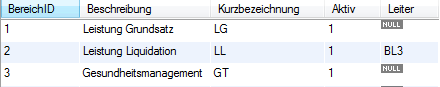 BereichID Beschreibung Kurzbezeichnung Aktiv Leiter
1 Leistung Grundsatz LG 1 NULL
2 Leistung Liquidation LL 1 BL3
3 Gesundheitsmanagement GT 1 NULL